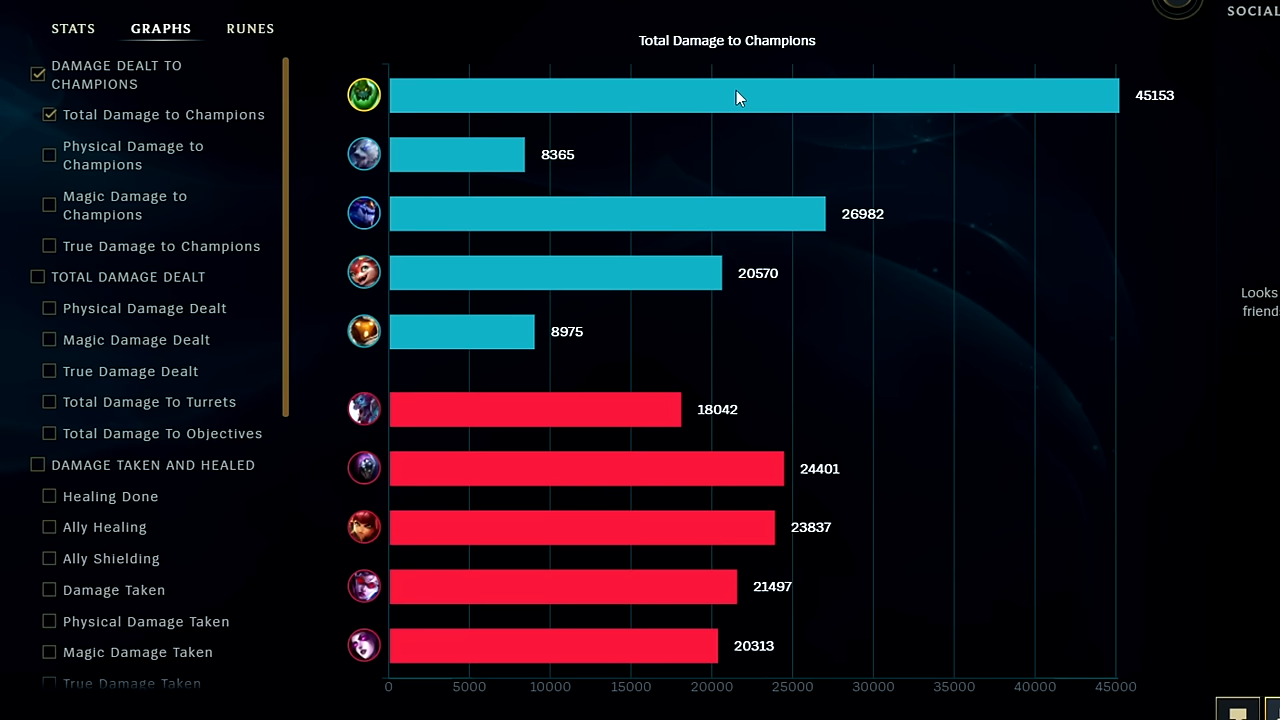 STATS
GRAPHS
RUNES
SOCIAL
Total Damage to Champions
DAMAGE DEALT TO
CHAMPIONS
Total Damage to Champions
Physical Damage to
Champions
Magic Damage to
Champions
True Damage to Champions
TOTAL DAMAGE DEALT
Physical Damage Dealt
Magic Damage Dealt
True Damage Dealt
Total Damage To Turrets
Total Damage To Objectives
DAMAGE TAKEN AND HEALED
Healing Done
Ally Healing
Ally Shielding
Damage Taken
Physical Damage Taken
Magic Damage Taken
True Damage Taken
45153
8365
26982
20570
8975
18042
24401
23837
21497
20313
0 5000 10000 15000 20000 25000 30000 35000 40000 45000
Looks
friend